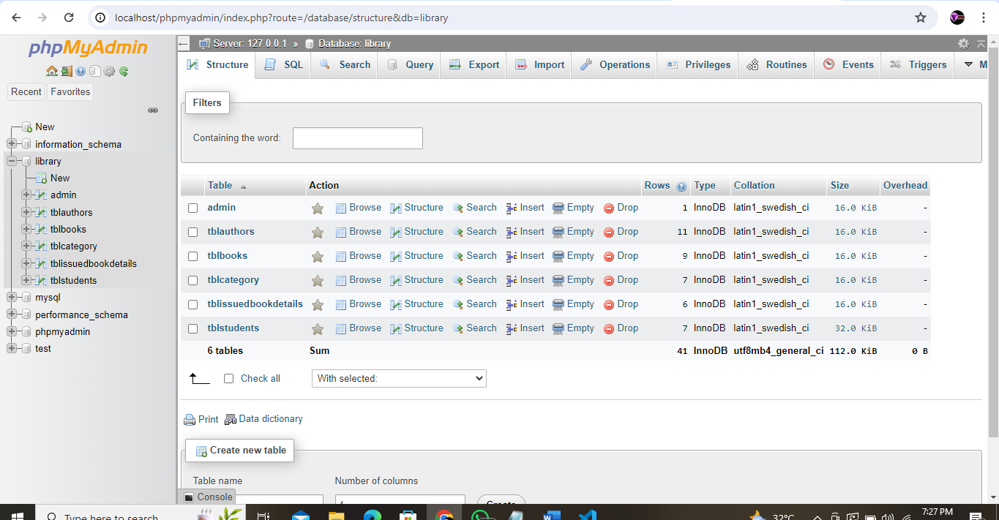 localhost/phpmyadmin/index.php?route=/database/structure&db=library
phpMyAdmin
Recent Favorites
New
information_schema
library
New
admin
tblauthors
tblbooks
tblcategory
tblissuedbookdetails
tblstudents
mysql
performance_schema
phpmyadmin
test
Server: 127.0.0.1 » Database: library
Structure SQL Search Query Export Import Operations Privileges Routines Events Triggers M
Filters
Containing the word:
Table Action Rows Type Collation Size Overhead
admin Browse Structure Search Insert Empty Drop 1 InnoDB latin1_swedish_ci 16.0 KiB -
tblauthors Browse Structure Search Insert Empty Drop 11 InnoDB latin1_swedish_ci 16.0 KiB -
tblbooks Browse Structure Search Insert Empty Drop 9 InnoDB latin1_swedish_ci 16.0 KiB -
tblcategory Browse Structure Search Insert Empty Drop 7 InnoDB latin1_swedish_ci 16.0 KiB -
tblissuedbookdetails Browse Structure Search Insert Empty Drop 6 InnoDB latin1_swedish_ci 16.0 KiB -
tblstudents Browse Structure Search Insert Empty Drop 7 InnoDB latin1_swedish_ci 32.0 KiB -
6 tables Sum 41 InnoDB utf8mb4_general_ci 112.0 KiB 0 B
Check all With selected:
Print Data dictionary
Create new table
Table name Number of columns
Console
Create
Type here to search 32°C 7:27 PM